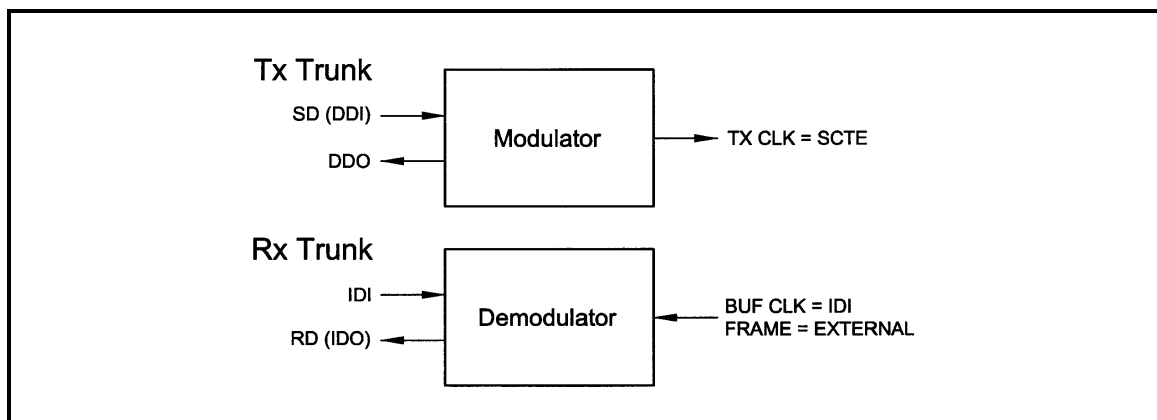 Tx Trunk
SD (DDI)
DDO
Modulator
TX CLK = SCTE
Rx Trunk
IDI
RD (IDO)
Demodulator
BUF CLK = IDI
FRAME = EXTERNAL